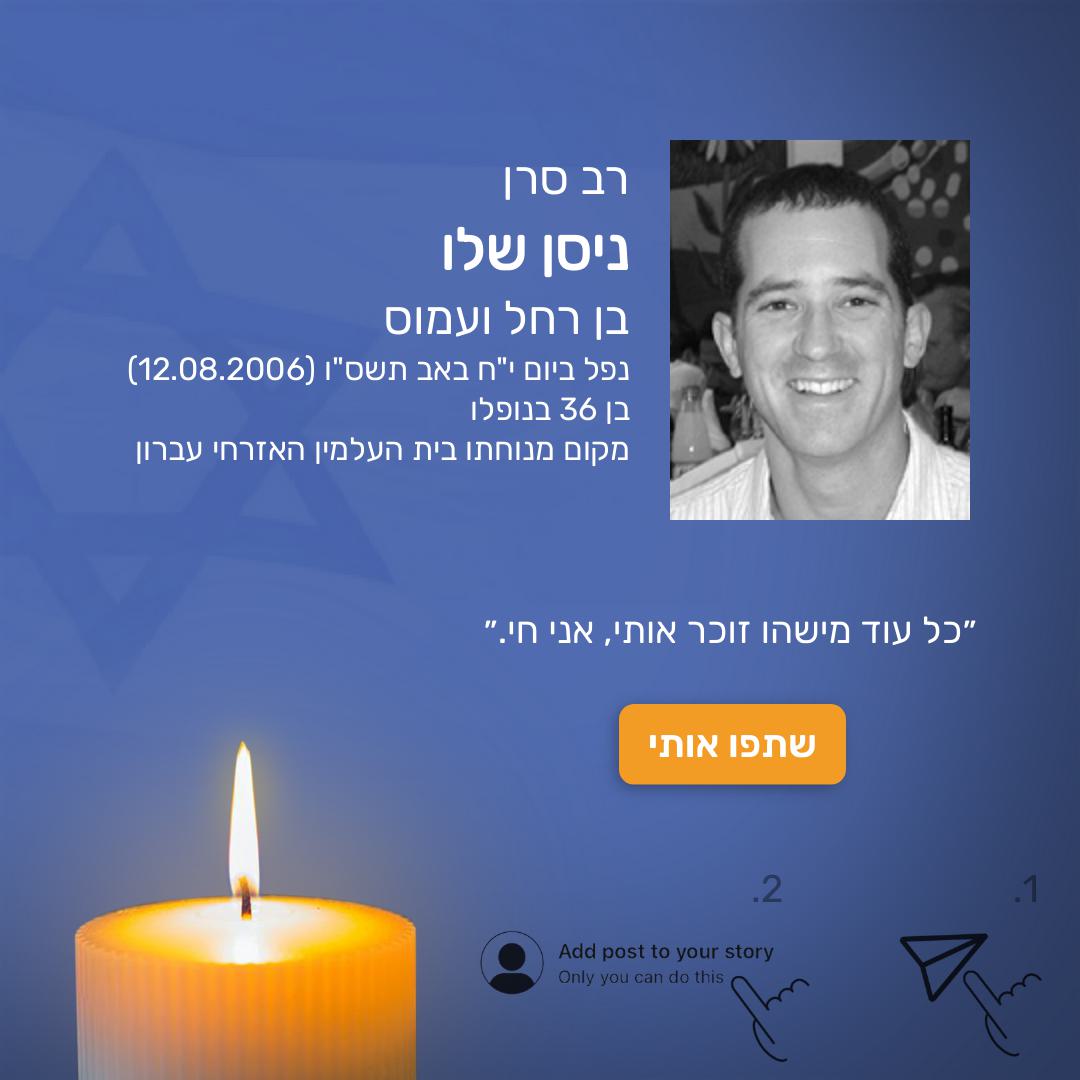 רב סרן
ניסן שלו
בן רחל ועמוס
נפל ביום י"ח באב תשס"ו (12.08.2006)
בן 36 בנופלו
מקום מנוחתו בית העלמין האזרחי עברון
״כל עוד מישהו זוכר אותי, אני חי.״
שתפו אותי
.1
.2
Add post to your story
Only you can do this